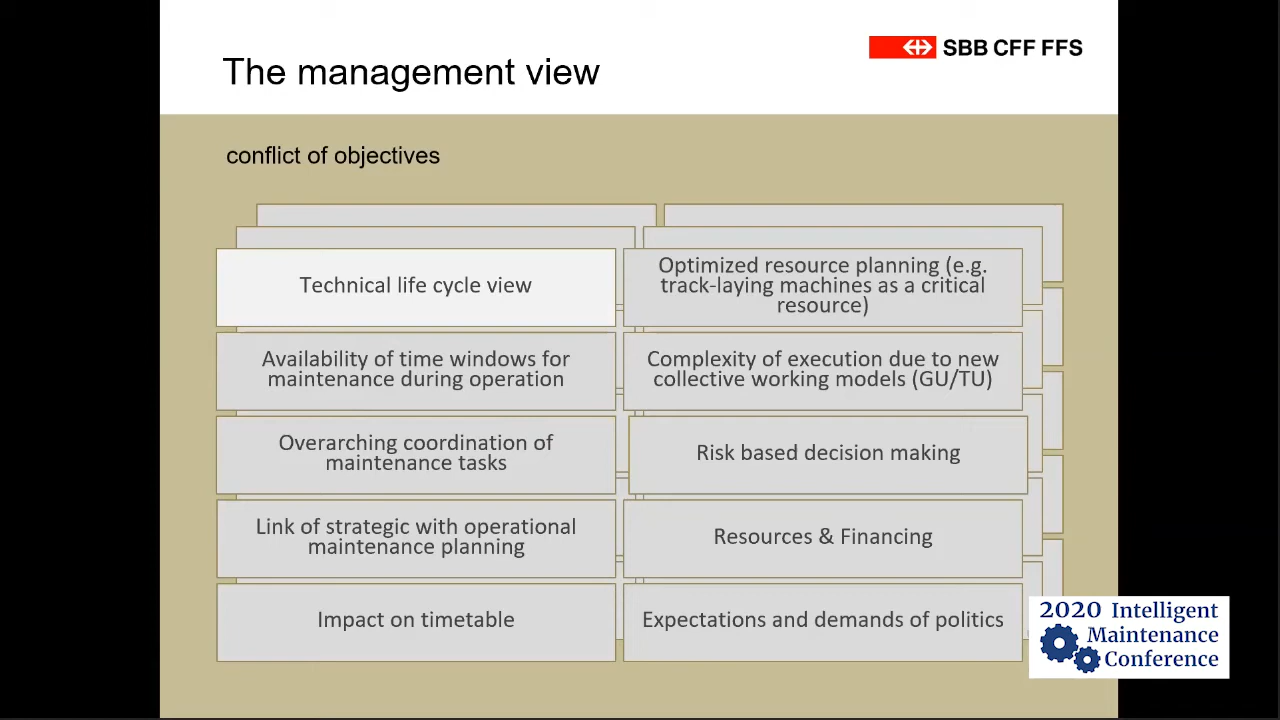 SBB CFF FFS
The management view
conflict of objectives
Technical life cycle view
Optimized resource planning (e.g.
track-laying machines as a critical
resource)
Availability of time windows for
maintenance during operation
Complexity of execution due to new
collective working models (GU/TU)
Overarching coordination of
maintenance tasks
Risk based decision making
Link of strategic with operational
maintenance planning
Resources & Financing
Impact on timetable
Expectations and demands of politics
2020 Intelligent
Maintenance
Conference